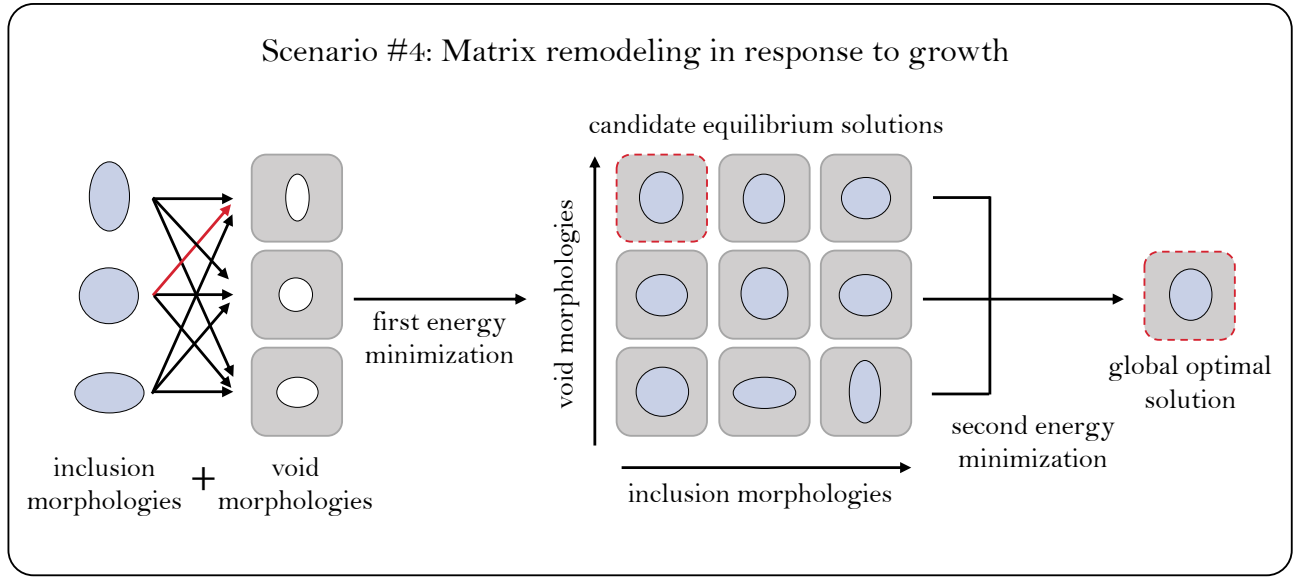 Scenario #4: Matrix remodeling in response to growth
candidate equilibrium solutions
void morphologies
first energy
minimization
global optimal
solution
second energy
minimization
inclusion
morphologies
+
void
morphologies
inclusion morphologies